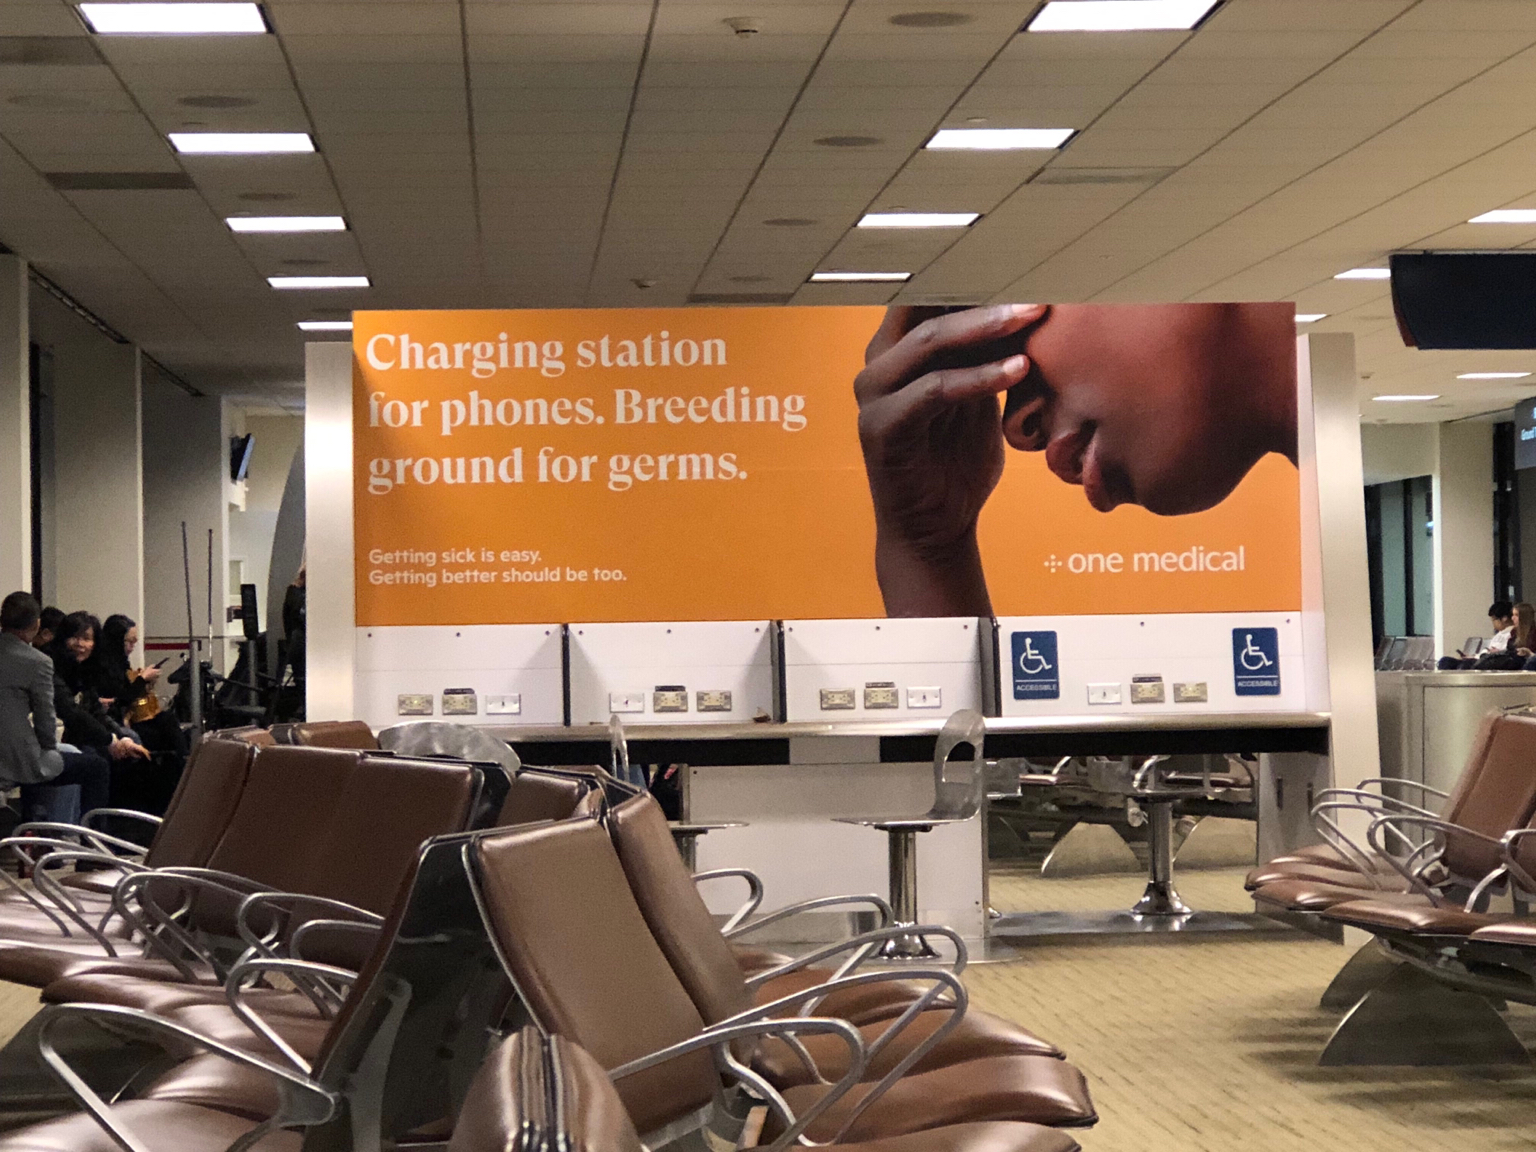 Charging station
for phones. Breeding
ground for germs.
Getting sick is easy.
Getting better should be too.
one medical
ACCESSIBLE
ACCESSIBLE